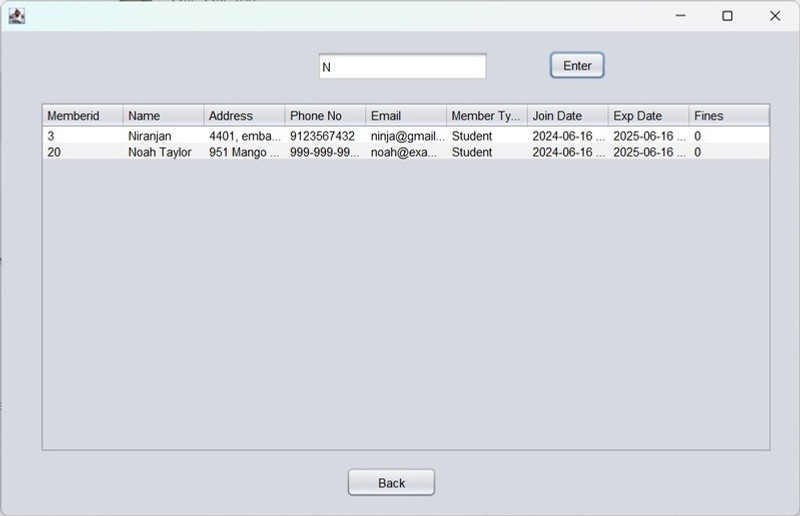 N
Enter
Memberid Name Address Phone No Email Member Ty... Join Date Exp Date Fines
3 Niranjan 4401, emba... 9123567432 ninja@gmail... Student 2024-06-16 ... 2025-06-16 ... 0
20 Noah Taylor 951 Mango ... 999-999-99... noah@exa... Student 2024-06-16 ... 2025-06-16 ... 0
Back